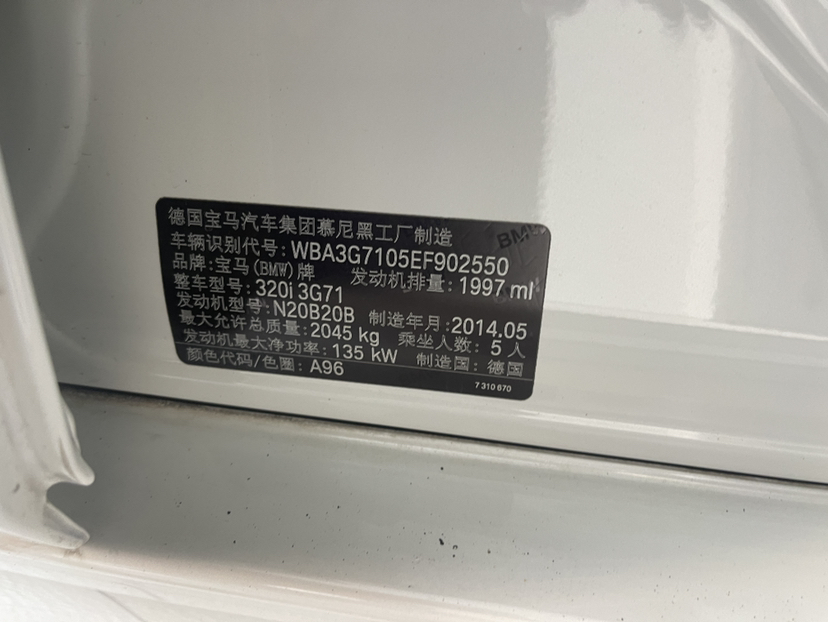 德国宝马汽车集团慕尼黑工厂制造
BMW
车辆识别代号: WBA3G7105EF902550
品牌: 宝马(BMW)牌 发动机排量: 1997 ml
整车型号: 320i 3G71
发动机型号: N20B20B 制造年月: 2014.05
最大允许总质量: 2045 kg 乘坐人数: 5 人
发动机最大净功率: 135 kW 制造国: 德国
颜色代码/色圈: A96
7 310 670